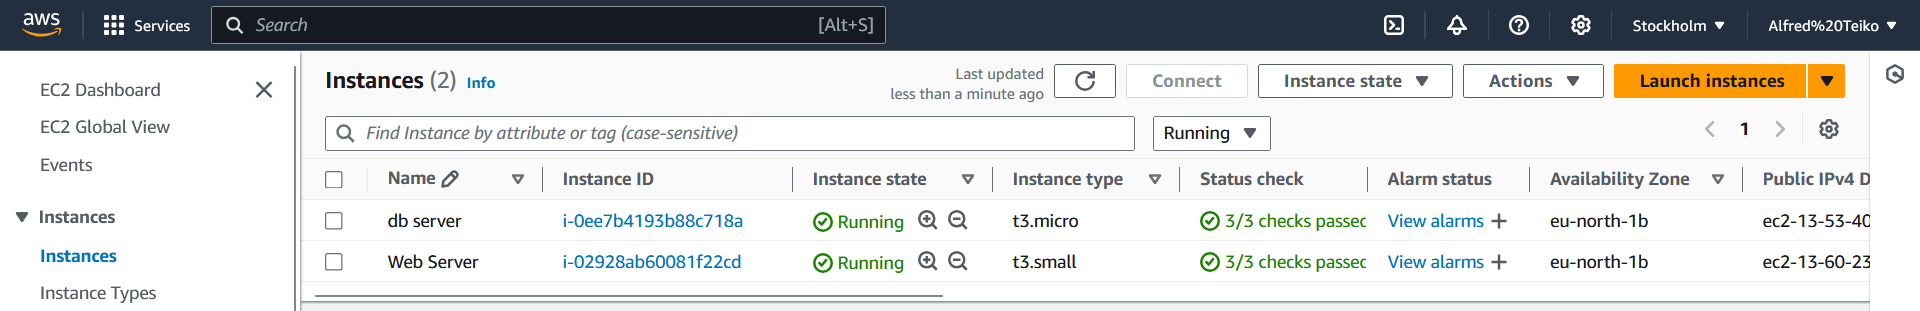 aws Services Search [Alt+S] Stockholm Alfred%20Teiko
EC2 Dashboard
EC2 Global View
Events
Instances
Instances
Instance Types
Instances (2) Info
Last updated
less than a minute ago
Connect Instance state Actions Launch instances
Find Instance by attribute or tag (case-sensitive) Running 1
Name Instance ID Instance state Instance type Status check Alarm status Availability Zone Public IPv4 D
db server i-0ee7b4193b88c718a Running t3.micro 3/3 checks passed View alarms + eu-north-1b ec2-13-53-40
Web Server i-02928ab60081f22cd Running t3.small 3/3 checks passed View alarms + eu-north-1b ec2-13-60-23